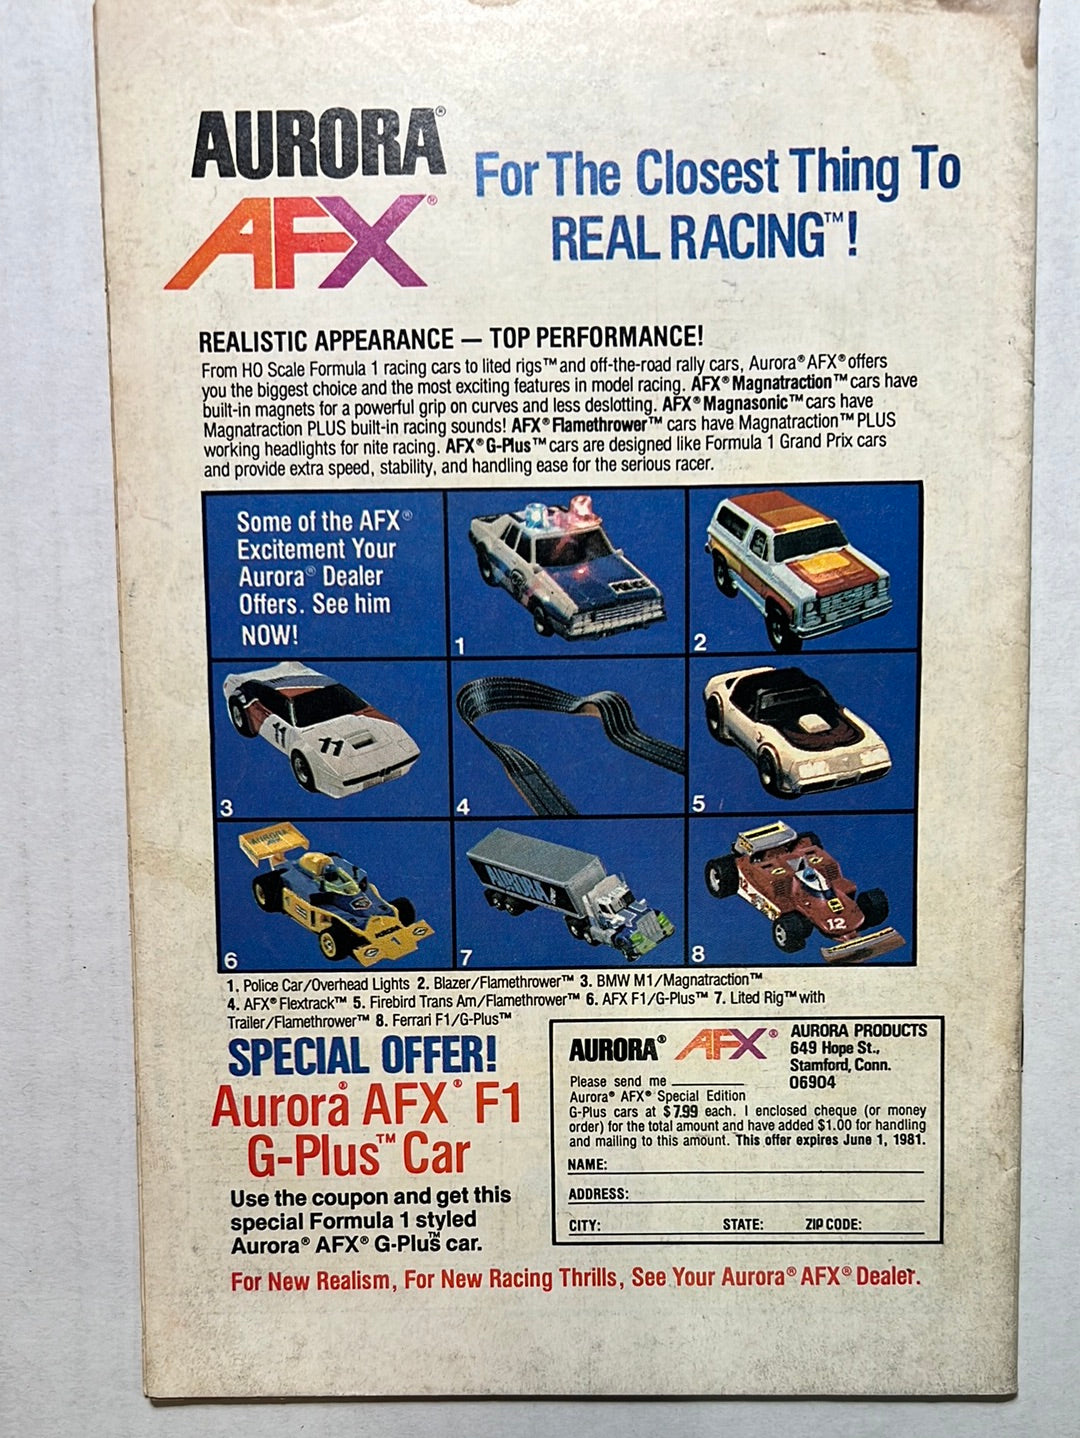 AURORA®
AFX®
For The Closest Thing To
REAL RACING™!
REALISTIC APPEARANCE — TOP PERFORMANCE!
From HO Scale Formula 1 racing cars to lited rigs™ and off-the-road rally cars, Aurora® AFX® offers
you the biggest choice and the most exciting features in model racing. AFX® Magnatraction™ cars have
built-in magnets for a powerful grip on curves and less deslotting. AFX® Magnasonic™ cars have
Magnatraction PLUS built-in racing sounds! AFX® Flamethrower™ cars have Magnatraction™ PLUS
working headlights for nite racing. AFX® G-Plus™ cars are designed like Formula 1 Grand Prix cars
and provide extra speed, stability, and handling ease for the serious racer.
Some of the AFX®
Excitement Your
Aurora® Dealer
Offers. See him
NOW!
POLICE
1
2
11
11
3
4
5
AURORA
AFX
1
6
AURORA
7
12
12
8
1. Police Car/Overhead Lights 2. Blazer/Flamethrower™ 3. BMW M1/Magnatraction™
4. AFX® Flextrack™ 5. Firebird Trans Am/Flamethrower™ 6. AFX F1/G-Plus™ 7. Lited Rig™ with
Trailer/Flamethrower™ 8. Ferrari F1/G-Plus™
SPECIAL OFFER!
Aurora® AFX® F1
G-Plus™ Car
Use the coupon and get this
special Formula 1 styled
Aurora® AFX® G-Plus™ car.
AURORA® AFX®
AURORA PRODUCTS
649 Hope St.,
Stamford, Conn.
06904
Please send me
Aurora® AFX® Special Edition
G-Plus cars at $7.99 each. I enclosed cheque (or money
order) for the total amount and have added $1.00 for handling
and mailing to this amount. This offer expires June 1, 1981.
NAME:
ADDRESS:
CITY: STATE: ZIP CODE:
For New Realism, For New Racing Thrills, See Your Aurora® AFX® Dealer.